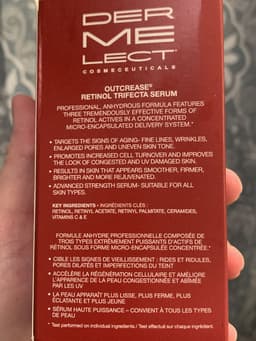 DER
ME
LECT
COSMECEUTICALS
OUTCREASE®
RETINOL TRIFECTA SERUM
PROFESSIONAL, ANHYDROUS FORMULA FEATURES
THREE TREMENDOUSLY EFFECTIVE FORMS OF
RETINOL ACTIVES IN A CONCENTRATED
MICRO-ENCAPSULATED DELIVERY SYSTEM.*
• TARGETS THE SIGNS OF AGING- FINE LINES, WRINKLES,
ENLARGED PORES AND UNEVEN SKIN TONE.
• PROMOTES INCREASED CELL TURNOVER AND IMPROVES
THE LOOK OF CONGESTED AND UV DAMAGED SKIN.
• RESULTS IN SKIN THAT APPEARS SMOOTHER, FIRMER,
BRIGHTER AND MORE REJUVENATED.
• ADVANCED STRENGTH SERUM- SUITABLE FOR ALL
SKIN TYPES.
KEY INGREDIENTS - INGRÉDIENTS CLÉS :
RETINOL, RETINYL ACETATE, RETINYL PALMITATE, CERAMIDES,
VITAMINS C & E
FORMULE ANHYDRE PROFESSIONNELLE COMPOSÉE DE
TROIS TYPES EXTRÊMEMENT PUISSANTS D'ACTIFS DE
RÉTINOL SOUS FORME MICRO-ENCAPSULÉE CONCENTRÉE.*
• CIBLE LES SIGNES DE VIEILLISSEMENT : RIDES ET RIDULES,
PORES DILATÉS ET IMPERFECTIONS DU TEINT
• ACCÉLÈRE LA RÉGÉNÉRATION CELLULAIRE ET AMÉLIORE
L'APPARENCE DE LA PEAU CONGESTIONNÉE ET ABÎMÉE
PAR LES UV
• LA PEAU APPARAÎT PLUS LISSE, PLUS FERME, PLUS
ÉCLATANTE ET PLUS JEUNE
• SÉRUM HAUTE PUISSANCE – CONVIENT À TOUS LES TYPES
DE PEAU
* Test performed on individual ingredients / Test effectué sur chaque ingrédient.